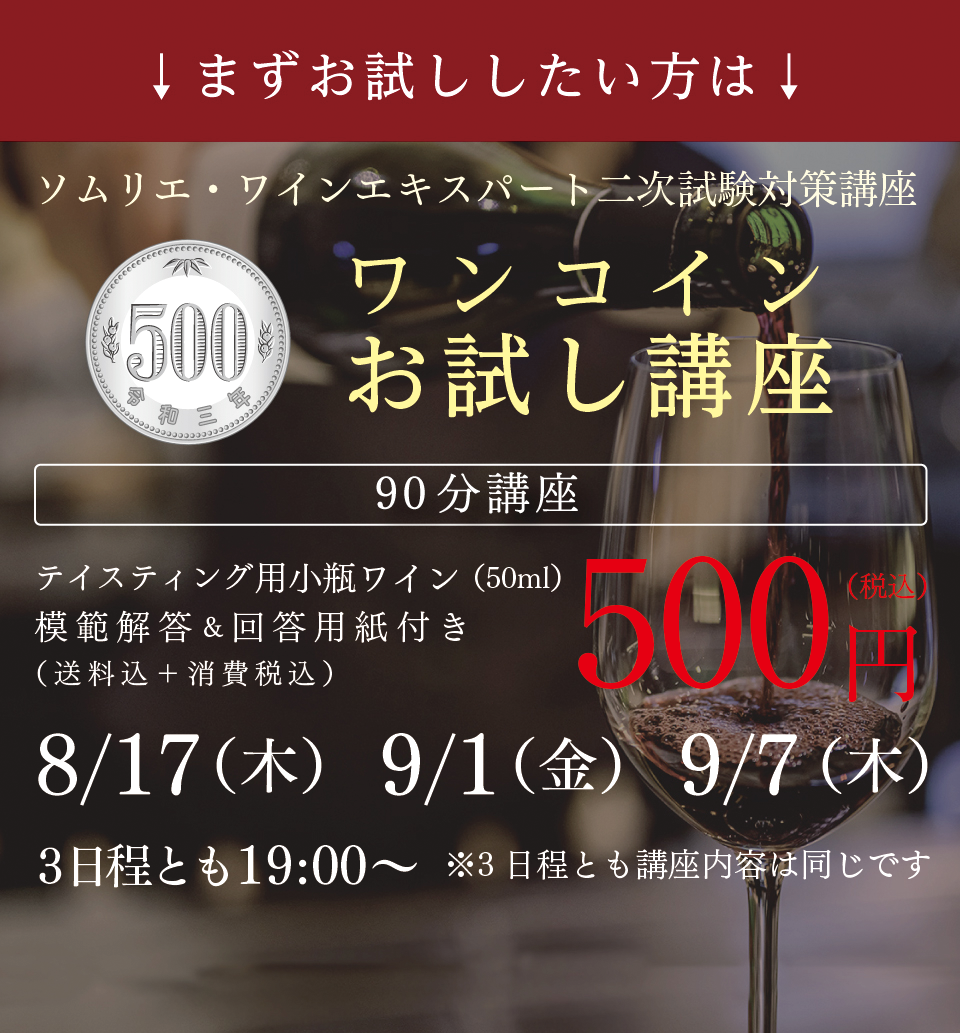 ↓まずお試ししたい方は↓
ソムリエ・ワインエキスパート二次試験対策講座
500
令和三年
ワンコイン
お試し講座
90分講座
テイスティング用小瓶ワイン（50ml）
模範解答＆回答用紙付き
（送料込＋消費税込）
500円（税込）
8/17（木） 9/1（金） 9/7（木）
3日程とも19:00〜 ※3日程とも講座内容は同じです